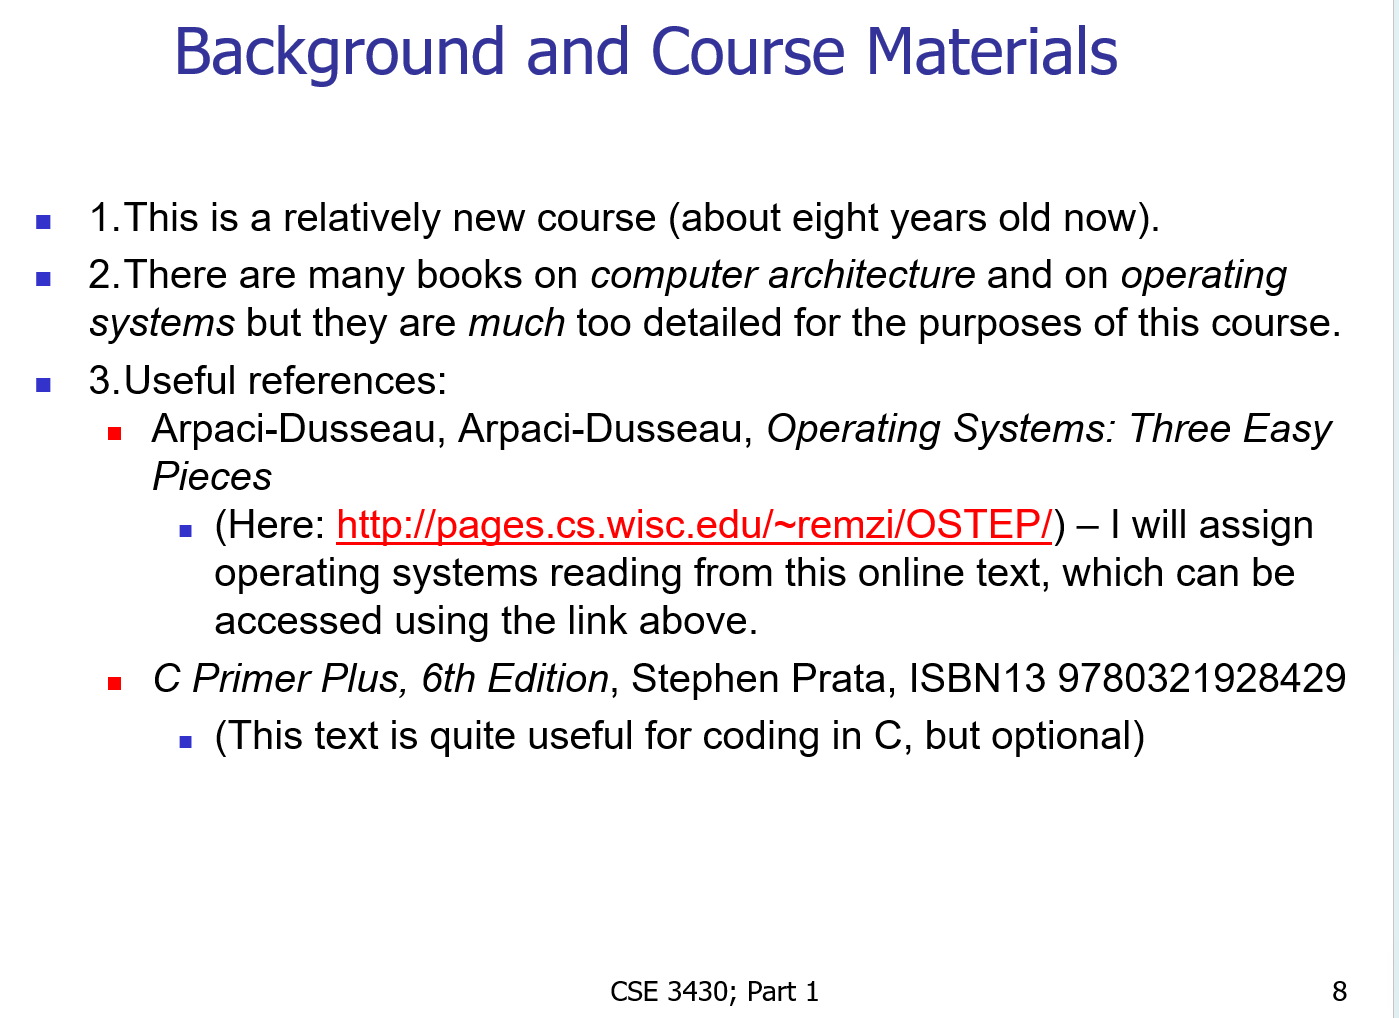 Background and Course Materials
1.This is a relatively new course (about eight years old now).
2.There are many books on computer architecture and on operating
systems but they are much too detailed for the purposes of this course.
3.Useful references:
Arpaci-Dusseau, Arpaci-Dusseau, Operating Systems: Three Easy
Pieces
(Here: http://pages.cs.wisc.edu/~remzi/OSTEP/) – I will assign
operating systems reading from this online text, which can be
accessed using the link above.
C Primer Plus, 6th Edition, Stephen Prata, ISBN13 9780321928429
(This text is quite useful for coding in C, but optional)
CSE 3430; Part 1
8